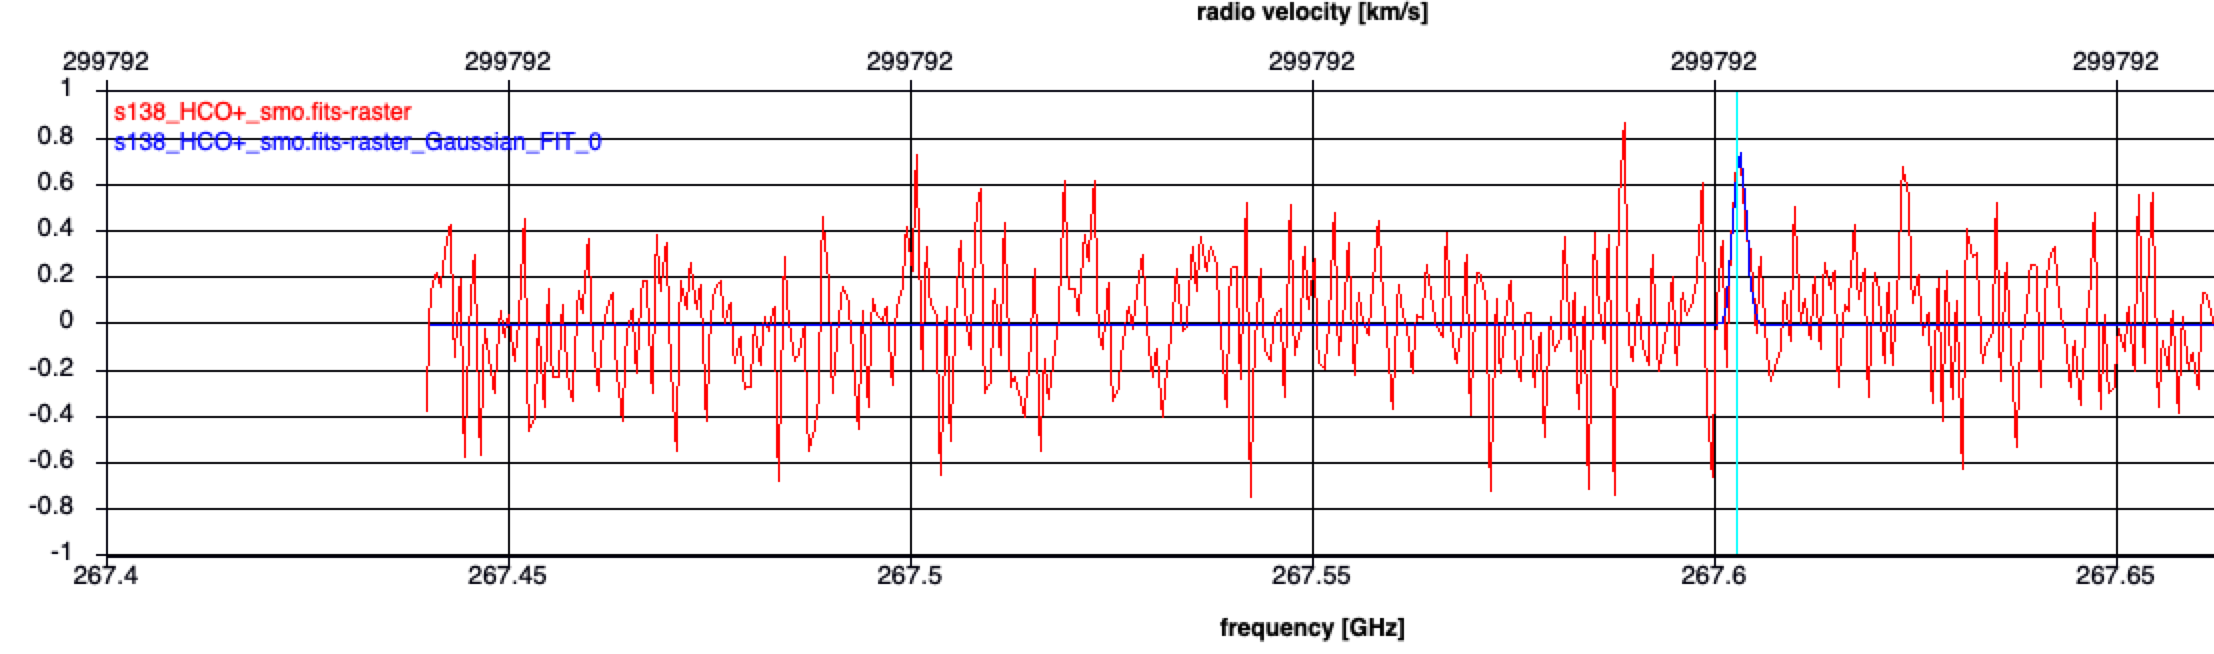 radio velocity [km/s]
299792 299792 299792 299792 299792 299792
1
s138_HCO+_smo.fits-raster
0.8
s138_HCO+_smo.fits-raster_Gaussian_FIT_0
0.6
0.4
0.2
0
-0.2
-0.4
-0.6
-0.8
-1
267.4 267.45 267.5 267.55 267.6 267.65
frequency [GHz]